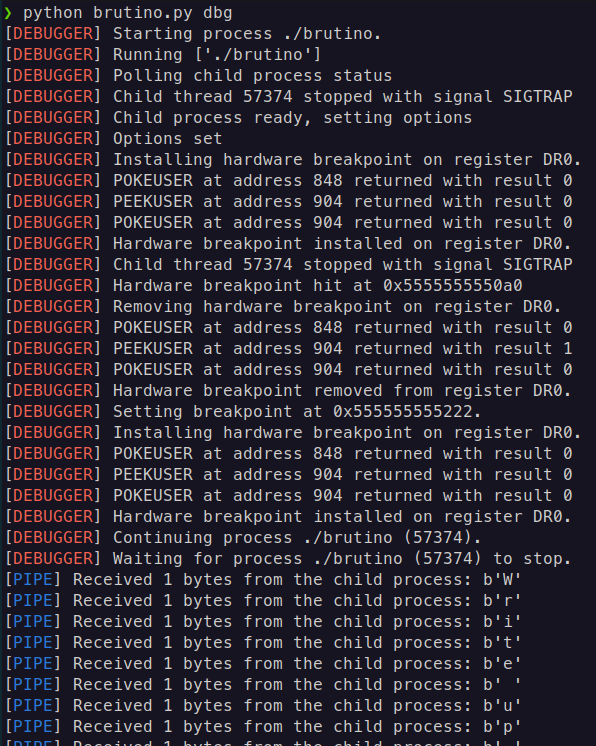 ❯ python brutino.py dbg
[DEBUGGER] Starting process ./brutino.
[DEBUGGER] Running ['./brutino']
[DEBUGGER] Polling child process status
[DEBUGGER] Child thread 57374 stopped with signal SIGTRAP
[DEBUGGER] Child process ready, setting options
[DEBUGGER] Options set
[DEBUGGER] Installing hardware breakpoint on register DR0.
[DEBUGGER] POKEUSER at address 848 returned with result 0
[DEBUGGER] PEEKUSER at address 904 returned with result 0
[DEBUGGER] POKEUSER at address 904 returned with result 0
[DEBUGGER] Hardware breakpoint installed on register DR0.
[DEBUGGER] Child thread 57374 stopped with signal SIGTRAP
[DEBUGGER] Hardware breakpoint hit at 0x5555555550a0
[DEBUGGER] Removing hardware breakpoint on register DR0.
[DEBUGGER] POKEUSER at address 848 returned with result 0
[DEBUGGER] PEEKUSER at address 904 returned with result 1
[DEBUGGER] POKEUSER at address 904 returned with result 0
[DEBUGGER] Hardware breakpoint removed from register DR0.
[DEBUGGER] Setting breakpoint at 0x555555555222.
[DEBUGGER] Installing hardware breakpoint on register DR0.
[DEBUGGER] POKEUSER at address 848 returned with result 0
[DEBUGGER] PEEKUSER at address 904 returned with result 0
[DEBUGGER] POKEUSER at address 904 returned with result 0
[DEBUGGER] Hardware breakpoint installed on register DR0.
[DEBUGGER] Continuing process ./brutino (57374).
[DEBUGGER] Waiting for process ./brutino (57374) to stop.
[PIPE] Received 1 bytes from the child process: b'W'
[PIPE] Received 1 bytes from the child process: b'r'
[PIPE] Received 1 bytes from the child process: b'i'
[PIPE] Received 1 bytes from the child process: b't'
[PIPE] Received 1 bytes from the child process: b'e'
[PIPE] Received 1 bytes from the child process: b' '
[PIPE] Received 1 bytes from the child process: b'u'
[PIPE] Received 1 bytes from the child process: b'p'
[PIPE] Received 1 bytes from the child process: